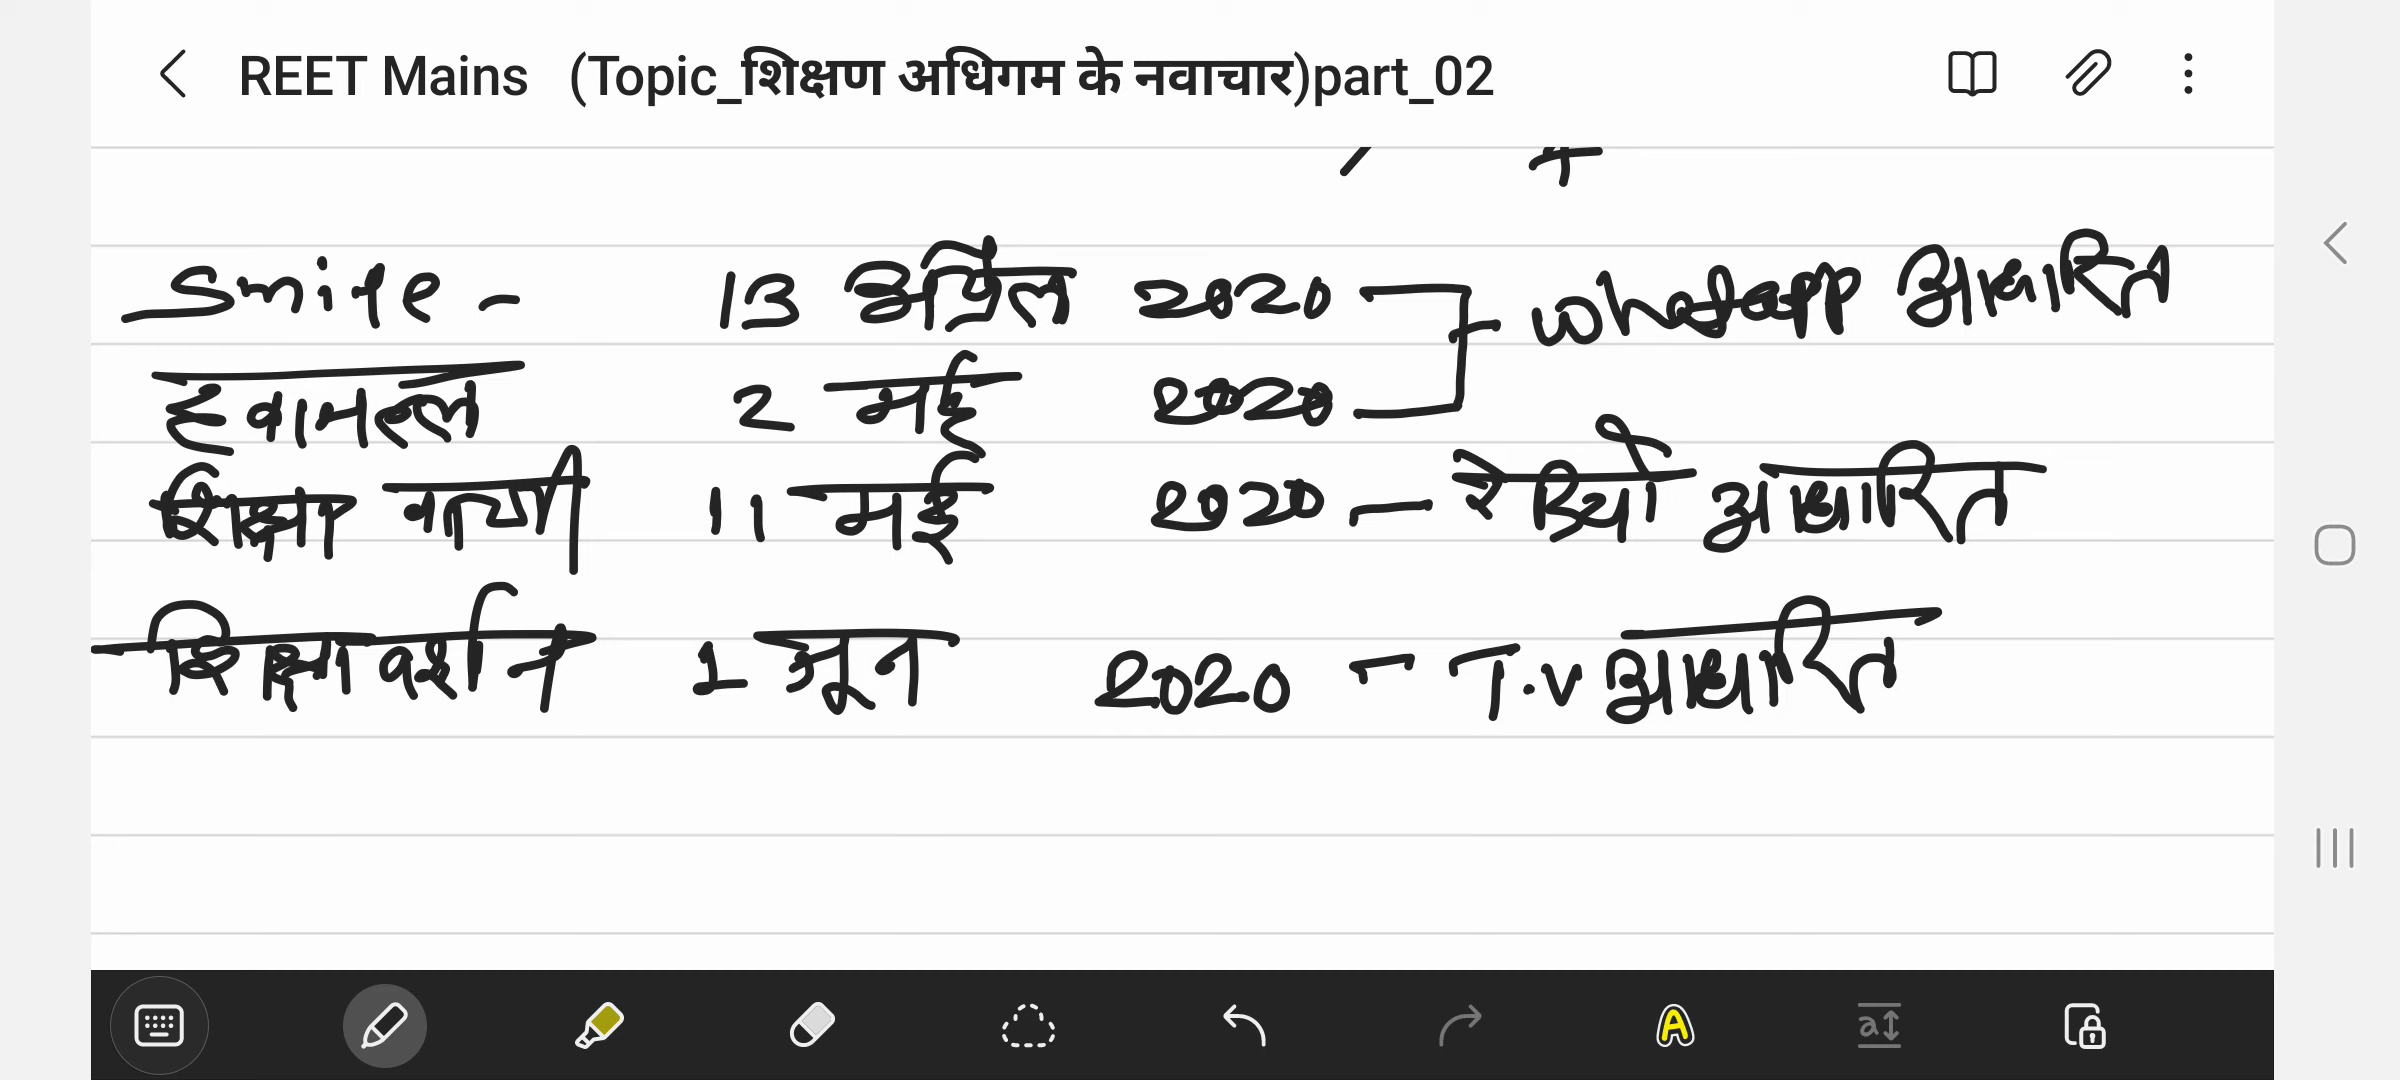 REET Mains (Topic_शिक्षण अधिगम के नवाचार)part_02
Smile - 13 अप्रैल 2020 whatsapp आधारित
हवामहल 2 मई 2020
शिक्षा वाणी 11 मई 2020 - रेडियो आधारित
शिक्षा दर्शन 1 जून 2020 - T.V आधारित